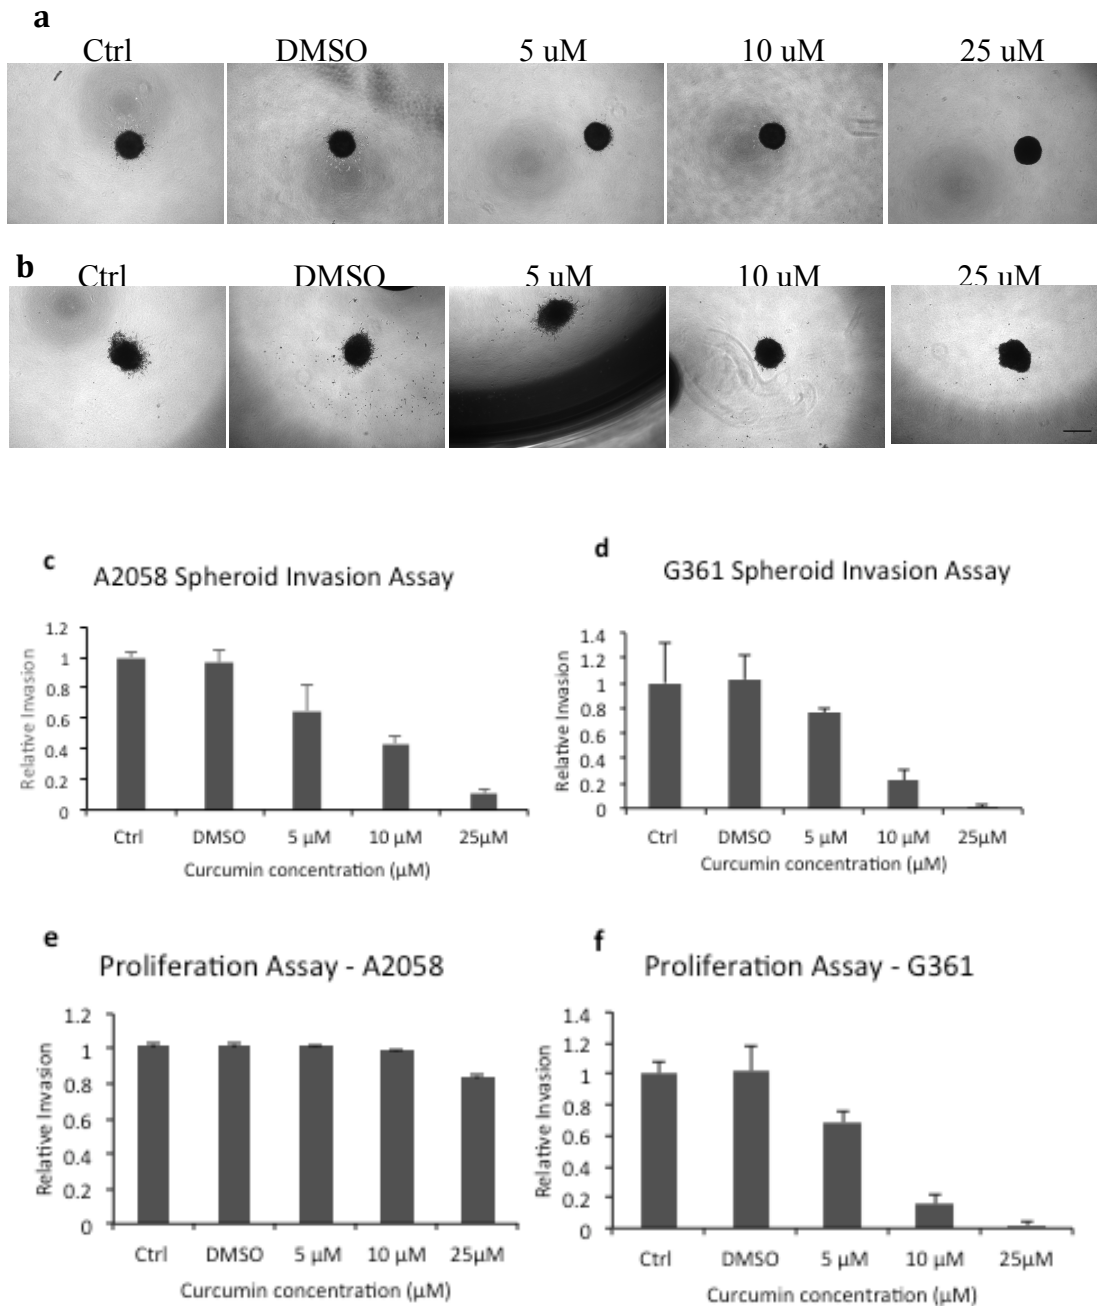 a
Ctrl DMSO 5 uM 10 uM 25 uM
b
Ctrl DMSO 5 uM 10 uM 25 uM
c
A2058 Spheroid Invasion Assay
Relative Invasion
1.2
1
0.8
0.6
0.4
0.2
0
Ctrl DMSO 5 µM 10 µM 25µM
Curcumin concentration (µM)
d
G361 Spheroid Invasion Assay
Relative Invasion
1.4
1.2
1
0.8
0.6
0.4
0.2
0
Ctrl DMSO 5 µM 10 µM 25µM
Curcumin concentration (µM)
e
Proliferation Assay - A2058
Relative Invasion
1.2
1
0.8
0.6
0.4
0.2
0
Ctrl DMSO 5 µM 10 µM 25µM
Curcumin concentration (µM)
f
Proliferation Assay - G361
Relative Invasion
1.4
1.2
1
0.8
0.6
0.4
0.2
0
Ctrl DMSO 5 µM 10 µM 25µM
Curcumin concentration (µM)